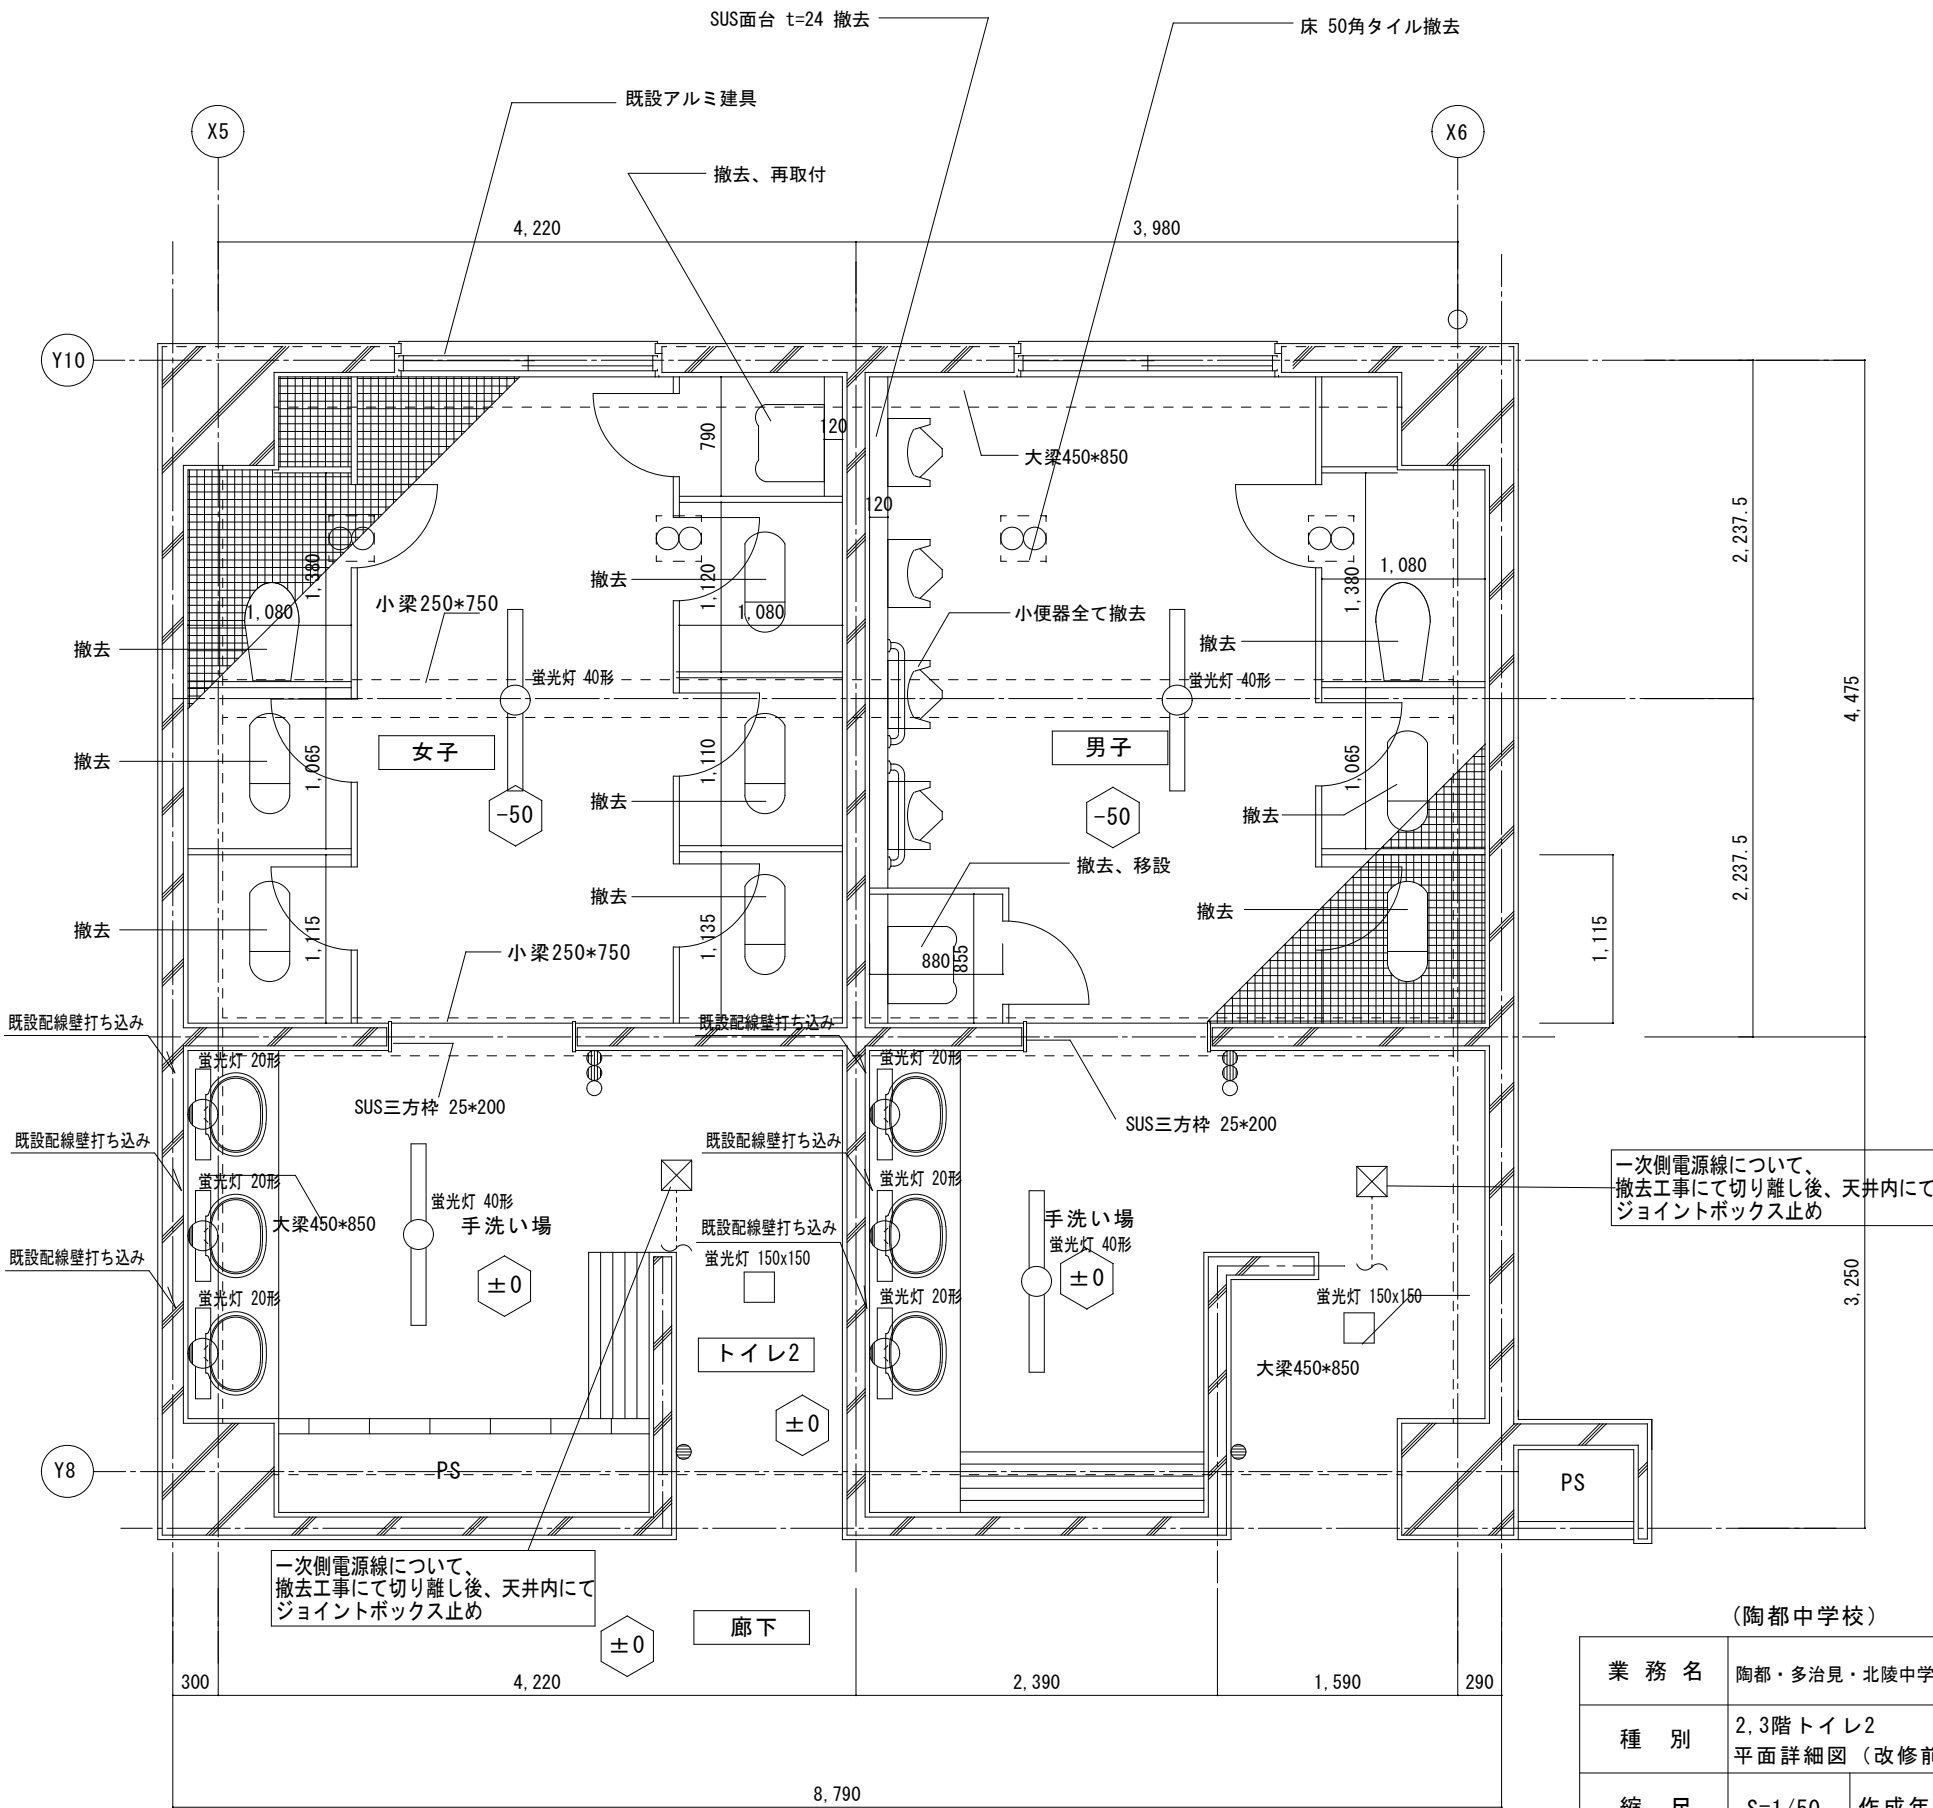 SUS面台 t=24 撤去
床 50角タイル撤去
既設アルミ建具
X5
X6
撤去、再取付
4,220
3,980
Y10
790
120
大梁450*850
120
2,237.5
1,380
1,080
撤去
1,120
1,080
小梁250*750
小便器全て撤去
1,380
1,080
撤去
撤去
蛍光灯 40形
蛍光灯 40形
4,475
女子
男子
撤去
1,065
1,110
1,065
撤去
撤去
-50
-50
撤去、移設
2,237.5
撤去
撤去
撤去
1,115
1,135
小梁250*750
880
855
1,115
既設配線壁打ち込み
既設配線壁打ち込み
蛍光灯 20形
蛍光灯 20形
SUS三方枠 25*200
SUS三方枠 25*200
既設配線壁打ち込み
既設配線壁打ち込み
蛍光灯 20形
蛍光灯 20形
一次側電源線について、
撤去工事にて切り離し後、天井内にて
ジョイントボックス止め
蛍光灯 40形
手洗い場
大梁450*850
既設配線壁打ち込み
手洗い場
蛍光灯 40形
既設配線壁打ち込み
蛍光灯 150x150
±0
±0
蛍光灯 20形
蛍光灯 20形
蛍光灯 150x150
3,250
トイレ2
大梁450*850
±0
Y8
PS
PS
一次側電源線について、
撤去工事にて切り離し後、天井内にて
ジョイントボックス止め
廊下
±0
300
4,220
2,390
1,590
290
8,790
(陶都中学校)
業務名
陶都・多治見・北陵中学
種別
2,3階トイレ2
平面詳細図 (改修前
縮尺
S=1/50
作成年